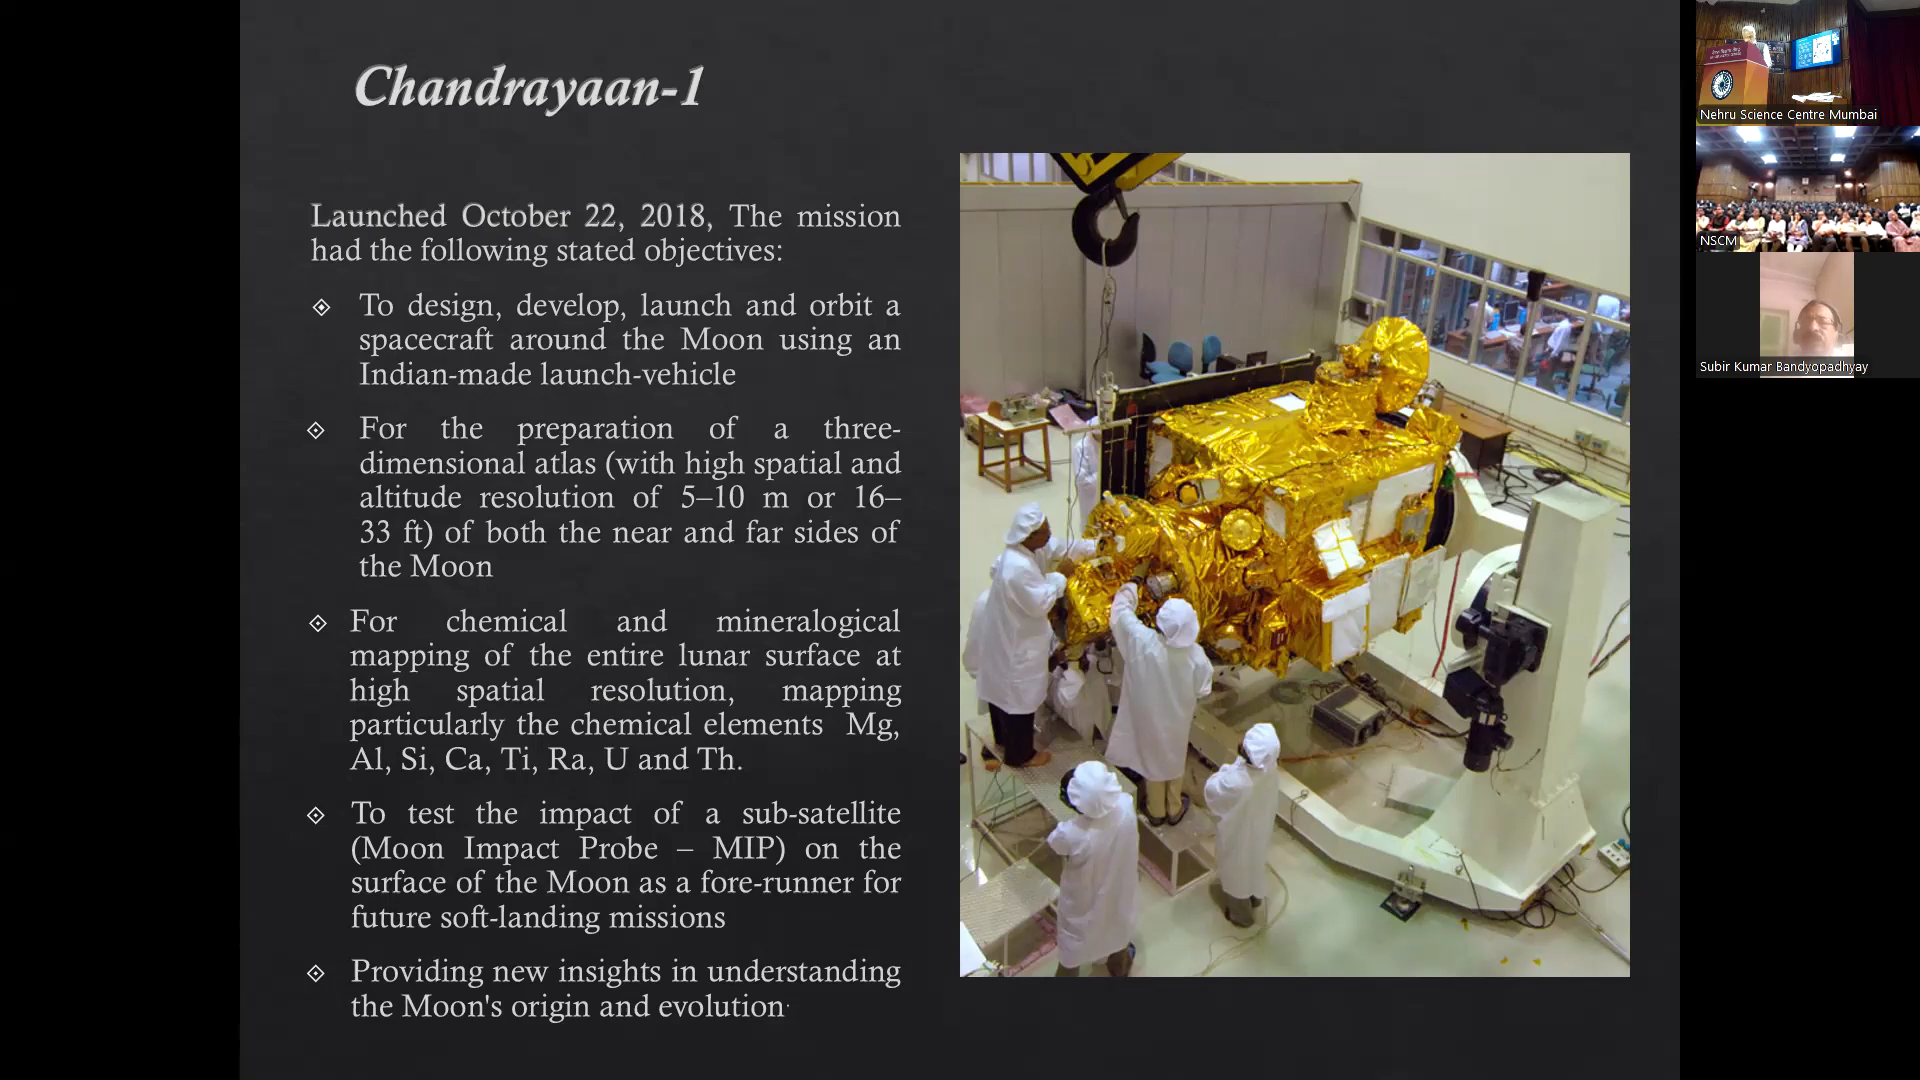 Chandrayaan-1
Launched October 22, 2018, The mission
had the following stated objectives:
To design, develop, launch and orbit a
spacecraft around the Moon using an
Indian-made launch-vehicle
For the preparation of a three-
dimensional atlas (with high spatial and
altitude resolution of 5–10 m or 16–
33 ft) of both the near and far sides of
the Moon
For chemical and mineralogical
mapping of the entire lunar surface at
high spatial resolution, mapping
particularly the chemical elements Mg,
Al, Si, Ca, Ti, Ra, U and Th.
To test the impact of a sub-satellite
(Moon Impact Probe – MIP) on the
surface of the Moon as a fore-runner for
future soft-landing missions
Providing new insights in understanding
the Moon's origin and evolution.
Nehru Science Centre Mumbai
NSCM
Subir Kumar Bandyopadhyay